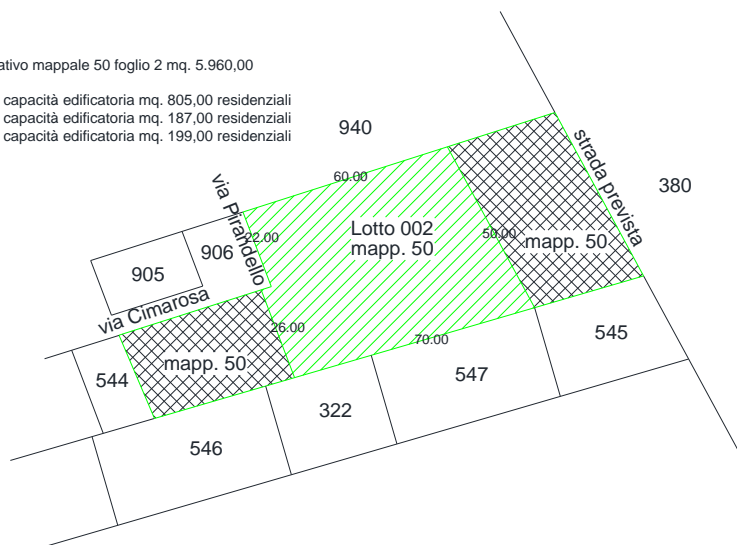 ativo mappale 50 foglio 2 mq. 5.960,00
capacità edificatoria mq. 805,00 residenziali
capacità edificatoria mq. 187,00 residenziali
capacità edificatoria mq. 199,00 residenziali
940
60.00
strada prevista
380
via Pirandello
Lotto 002
mapp. 50
22.00
50.00
mapp. 50
906
905
via Cimarosa
26.00
70.00
545
mapp. 50
544
547
322
546